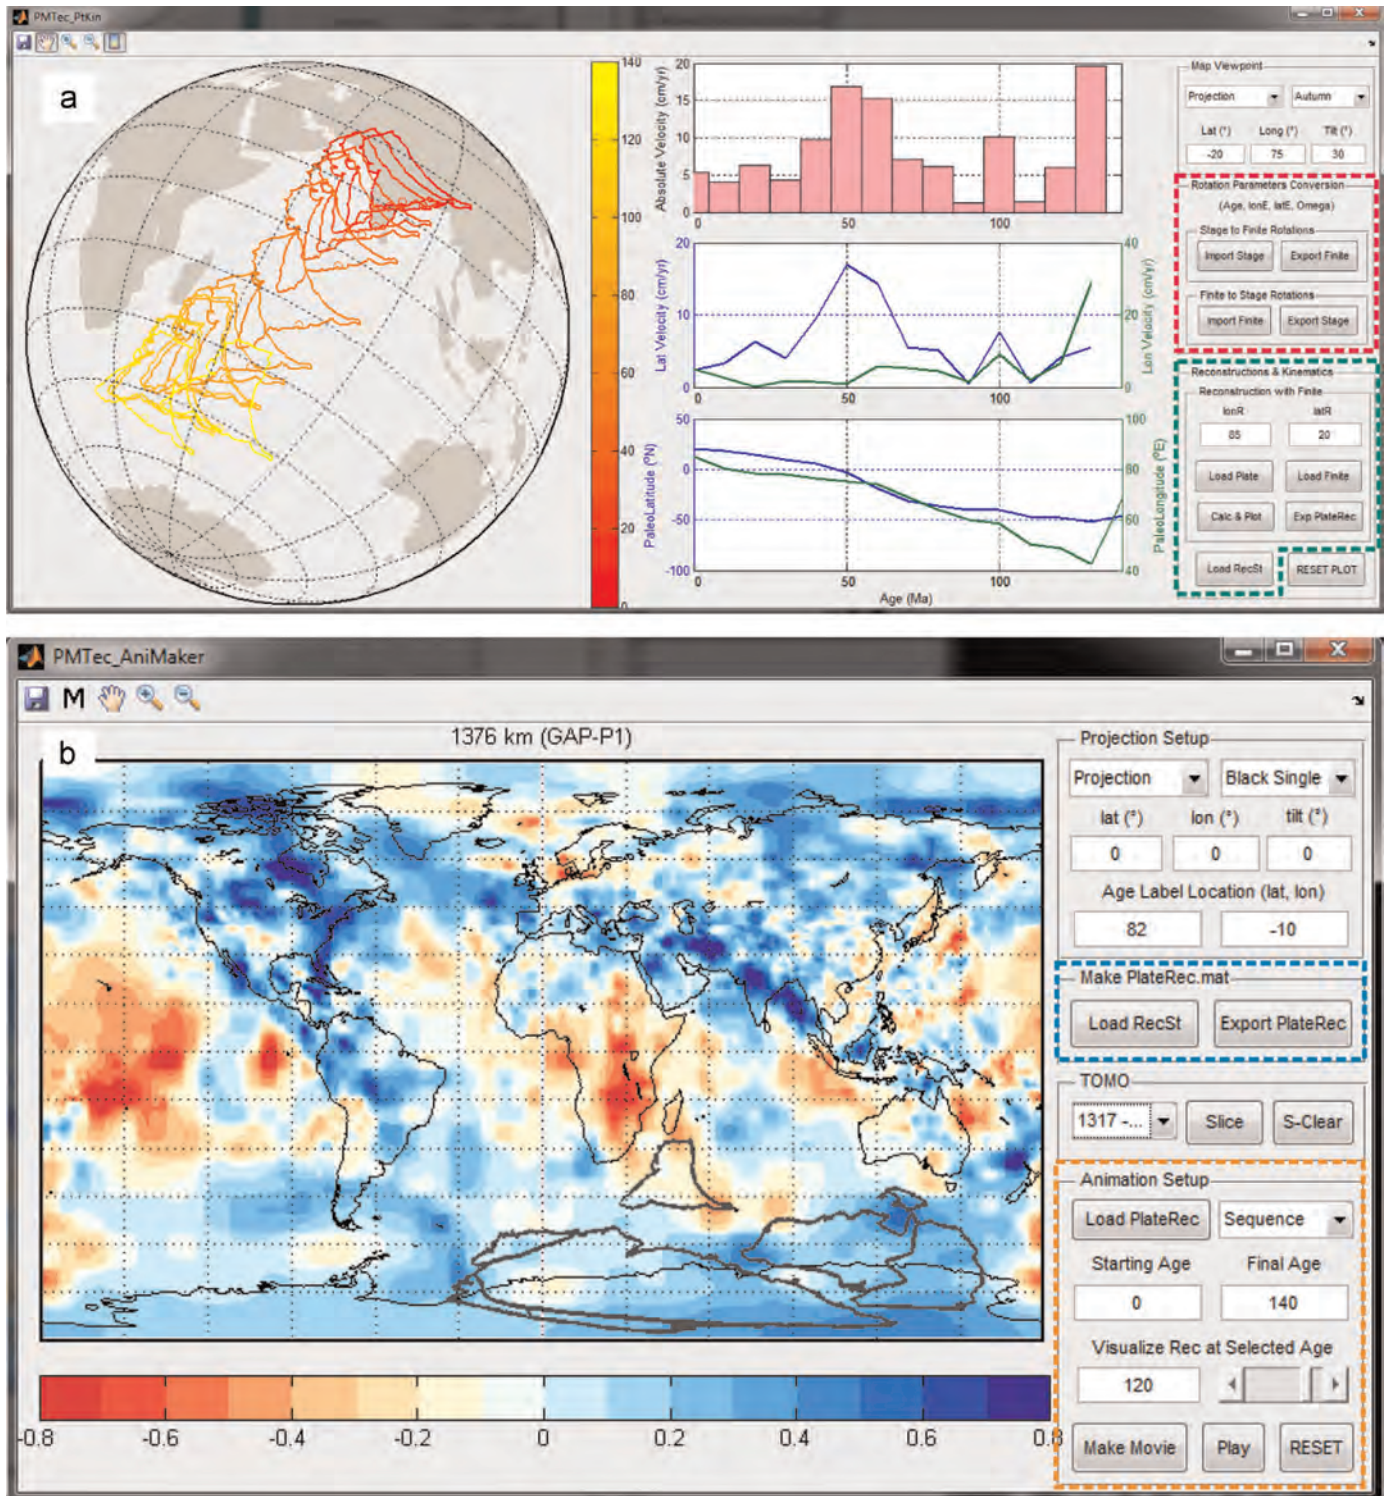 PMTec_PtKin
a
140
120
100
80
60
40
20
0
Absolute Velocity (cm/yr)
20
15
10
5
0
0
50
100
Lat Velocity (cm/yr)
20
10
0
Lon Velocity (cm/yr)
40
20
0
0
50
100
PaleoLatitude (°N)
50
0
-50
-100
PaleoLongitude (°E)
100
80
60
40
0
50
100
Age (Ma)
Map Viewpoint
Projection
Autumn
Lat (°) Long (°) Tilt (°)
-20 75 30
Rotation Parameters Conversion
(Age, lonE, latE, Omega)
Stage to Finite Rotations
Import Stage Export Finite
Finite to Stage Rotations
Import Finite Export Stage
Reconstructions & Kinematics
Reconstruction with Finite
lonR latR
85 20
Load Plate Load Finite
Calc & Plot Exp PlateRec
Load RecSt RESET PLOT
PMTec_AniMaker
M
b
1376 km (GAP-P1)
-0.8 -0.6 -0.4 -0.2 0 0.2 0.4 0.6 0.8
Projection Setup
Projection Black Single
lat (°) lon (°) tilt (°)
0 0 0
Age Label Location (lat, lon)
82 -10
Make PlateRec.mat
Load RecSt Export PlateRec
TOMO
1317 -... Slice S-Clear
Animation Setup
Load PlateRec Sequence
Starting Age Final Age
0 140
Visualize Rec at Selected Age
120
Make Movie Play RESET